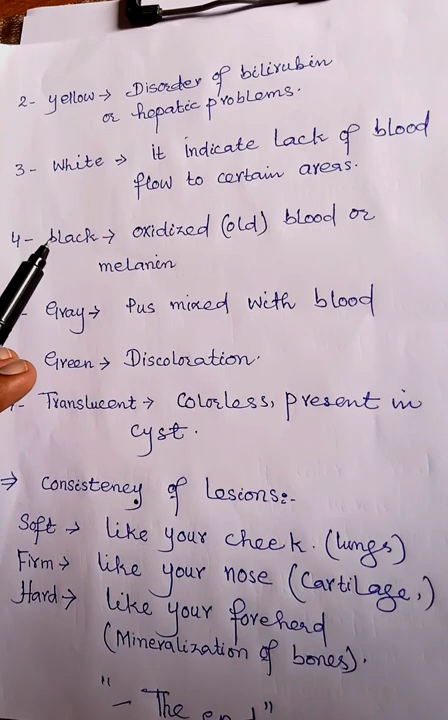 2- yellow → Disorder of bilirubin
or hepatic problems.
3- White → it indicate lack of blood
flow to certain areas.
4- black → oxidized (old) blood or
melanin
- Gray → Pus mixed with blood
Green → Discoloration.
Translucent → Colorless, present in
cyst.
⇒ Consisteney of Lesions:-
Soft → like your cheek. (lungs)
Firm → like your nose (Cartilage,)
Hard → like your foreherd
(Mineralization of bones).
"- The end"